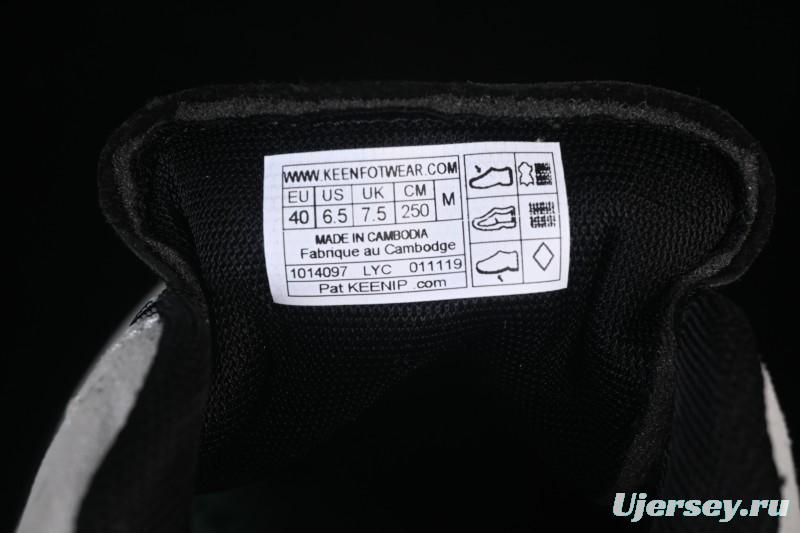 WWW.KEENFOTWEAR.COM
EU US UK CM M
40 6.5 7.5 250
MADE IN CAMBODIA
Fabrique au Cambodge
1014097 LYC 011119
Pat KEENIP .com
Ujersey.ru